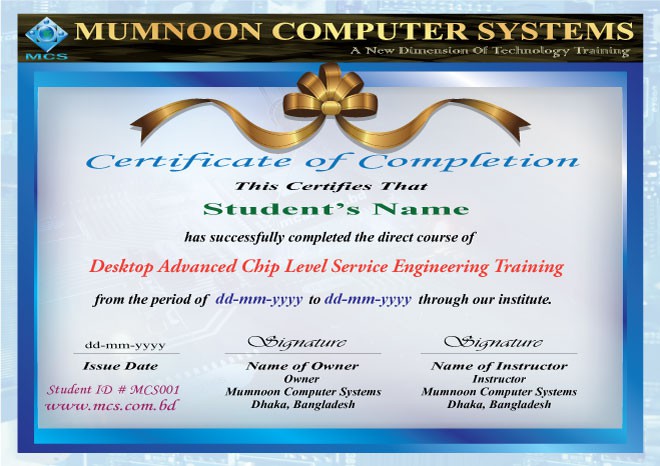 MUMNOON COMPUTER SYSTEMS
MCS
A New Dimension Of Technology Training
Certificate of Completion
This Certifies That
Student's Name
has successfully completed the direct course of
Desktop Advanced Chip Level Service Engineering Training
from the period of dd-mm-yyyy to dd-mm-yyyy through our institute.
dd-mm-yyyy
Issue Date
Student ID # MCS001
www.mcs.com.bd
Signature
Name of Owner
Owner
Mumnoon Computer Systems
Dhaka, Bangladesh
Signature
Name of Instructor
Instructor
Mumnoon Computer Systems
Dhaka, Bangladesh